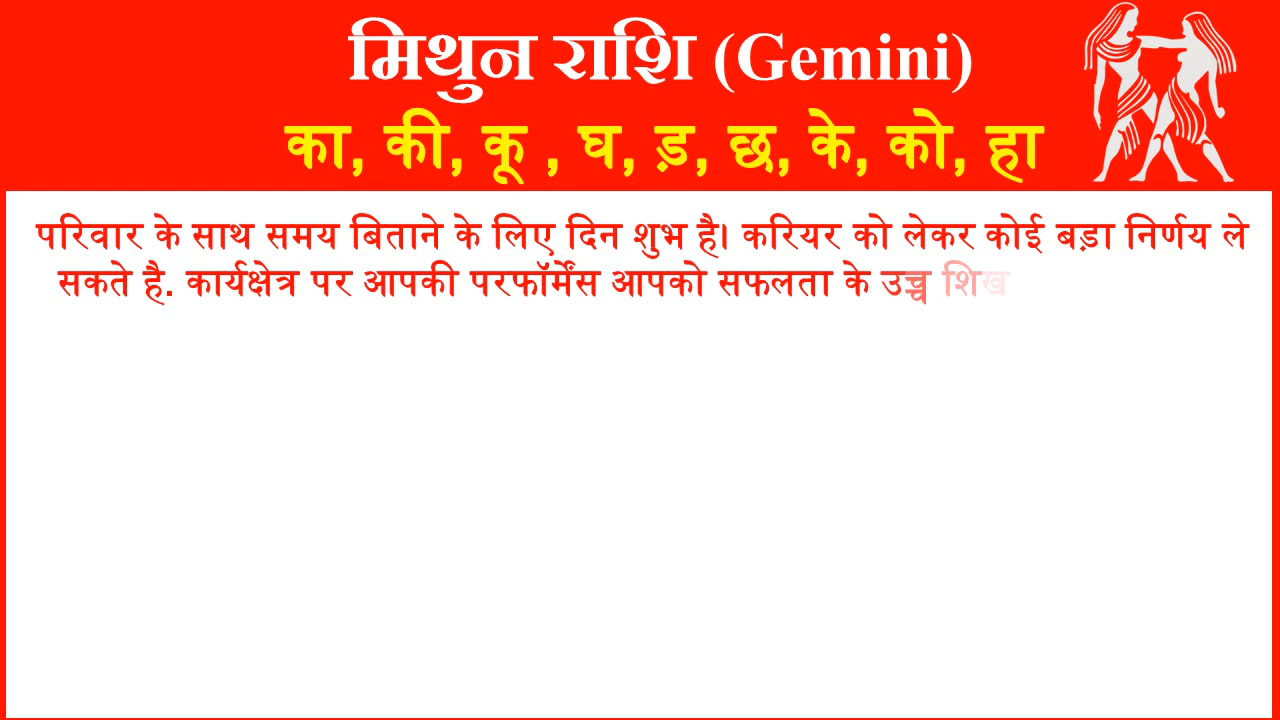 मिथुन राशि (Gemini)
का, की, कू , घ, ड़, छ, के, को, हा
परिवार के साथ समय बिताने के लिए दिन शुभ है। करियर को लेकर कोई बड़ा निर्णय ले
सकते है. कार्यक्षेत्र पर आपकी परफॉर्मेंस आपको सफलता के उच्च शिख